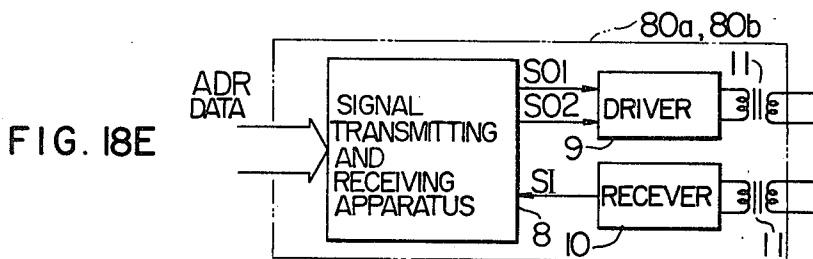 80a, 80b
ADR
DATA
FIG. 18E
SIGNAL
TRANSMITTING
AND
RECEIVING
APPARATUS
8
SO1
SO2
SI
DRIVER
9
11
RECEVER
10
11